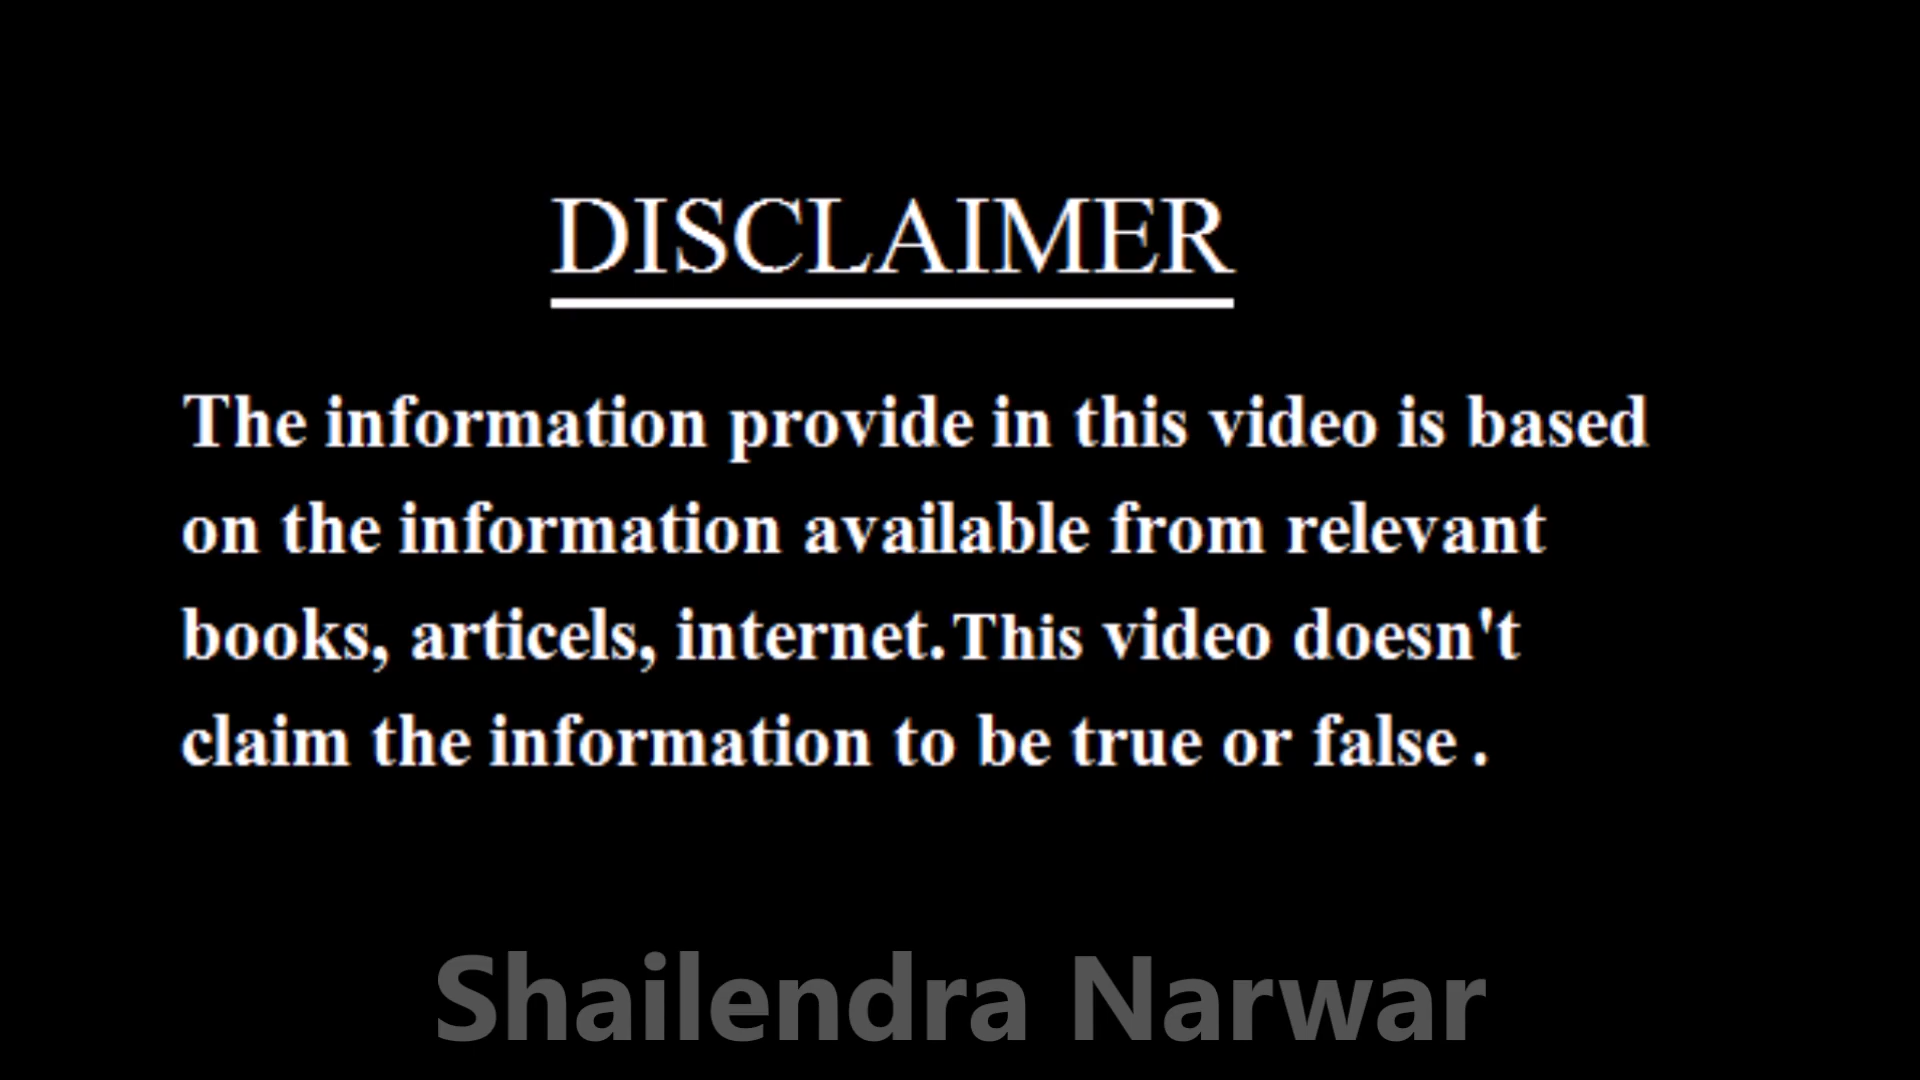 DISCLAIMER
The information provide in this video is based
on the information available from relevant
books, articels, internet. This video doesn't
claim the information to be true or false .
Shailendra Narwar